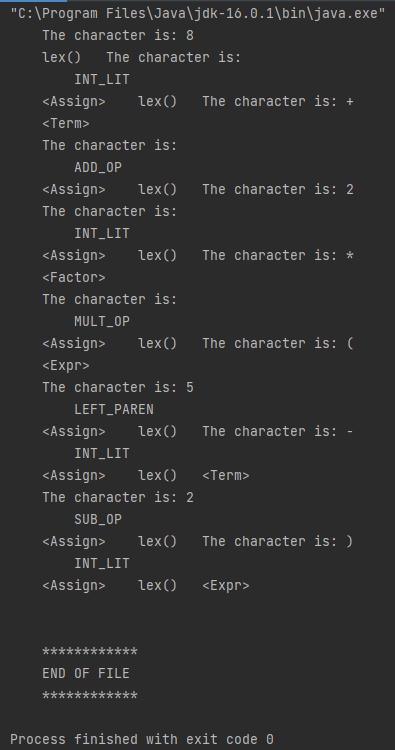 "C:\Program Files\Java\jdk-16.0.1\bin\java.exe"
    The character is: 8
    lex()   The character is:
        INT_LIT
    <Assign>    lex()   The character is: +
    <Term>
    The character is:
        ADD_OP
    <Assign>    lex()   The character is: 2
    The character is:
        INT_LIT
    <Assign>    lex()   The character is: *
    <Factor>
    The character is:
        MULT_OP
    <Assign>    lex()   The character is: (
    <Expr>
    The character is: 5
        LEFT_PAREN
    <Assign>    lex()   The character is: -
        INT_LIT
    <Assign>    lex()   <Term>
    The character is: 2
        SUB_OP
    <Assign>    lex()   The character is: )
        INT_LIT
    <Assign>    lex()   <Expr>
    ************
    END OF FILE
    ************
Process finished with exit code 0